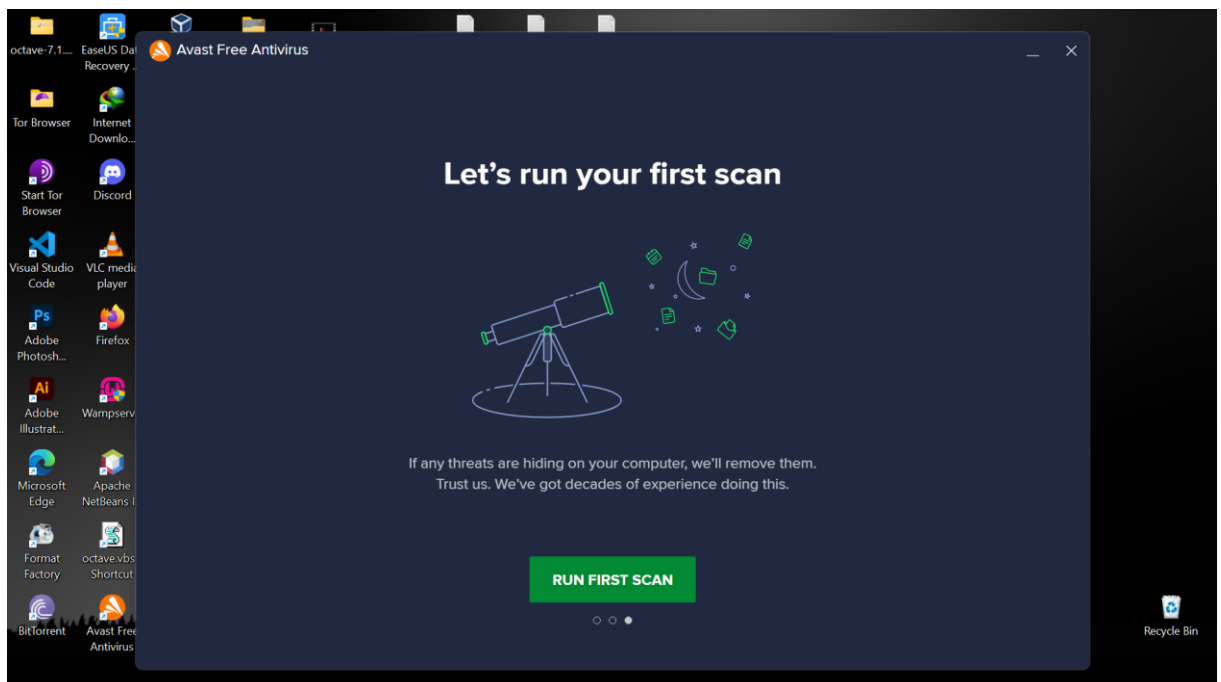 octave-7.1....
EaseUS Dat
Recovery ..
Avast Free Antivirus
Tor Browser
Internet
Downlo...
Let’s run your first scan
Start Tor
Browser
Discord
Visual Studio
Code
VLC media
player
Ps
Adobe
Photosh...
Firefox
Ai
Adobe
Illustrat...
Wampserv
If any threats are hiding on your computer, we’ll remove them.
Trust us. We’ve got decades of experience doing this.
Microsoft
Edge
Apache
NetBeans I
Format
Factory
octave.vbs
Shortcut
RUN FIRST SCAN
BitTorrent
Avast Free
Antivirus
Recycle Bin